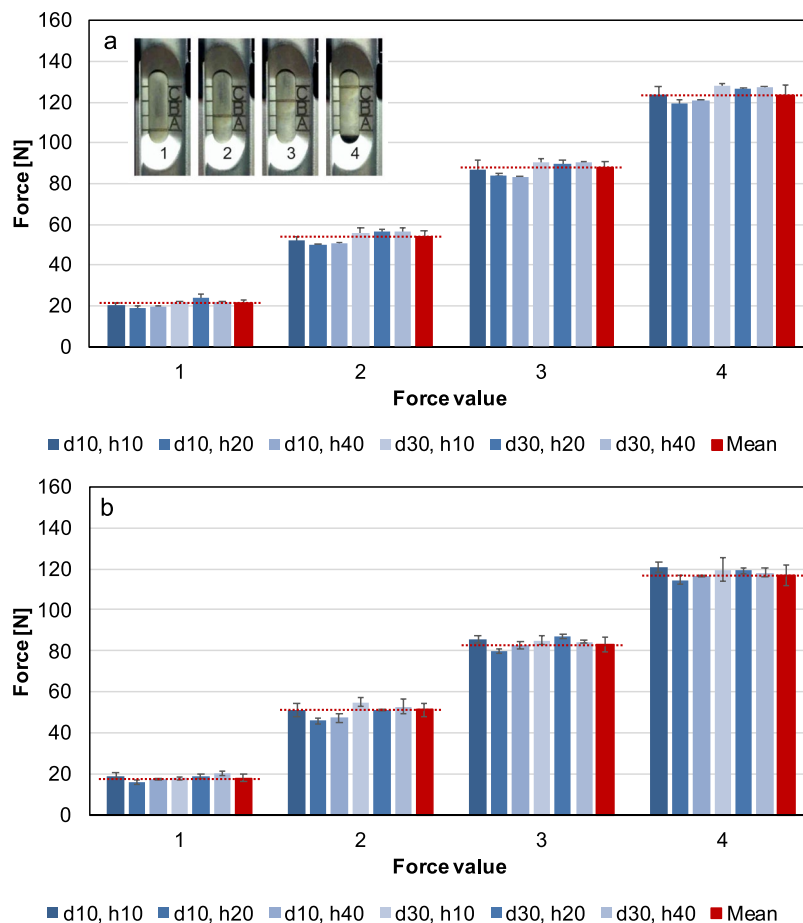 160
140
120
100
80
60
40
20
0
Force [N]
a
C
B
A
1
C
B
A
2
C
B
A
3
C
B
A
4
1 2 3 4
Force value
d10, h10 d10, h20 d10, h40 d30, h10 d30, h20 d30, h40 Mean
160
140
120
100
80
60
40
20
0
Force [N]
b
1 2 3 4
Force value
d10, h10 d10, h20 d10, h40 d30, h10 d30, h20 d30, h40 Mean